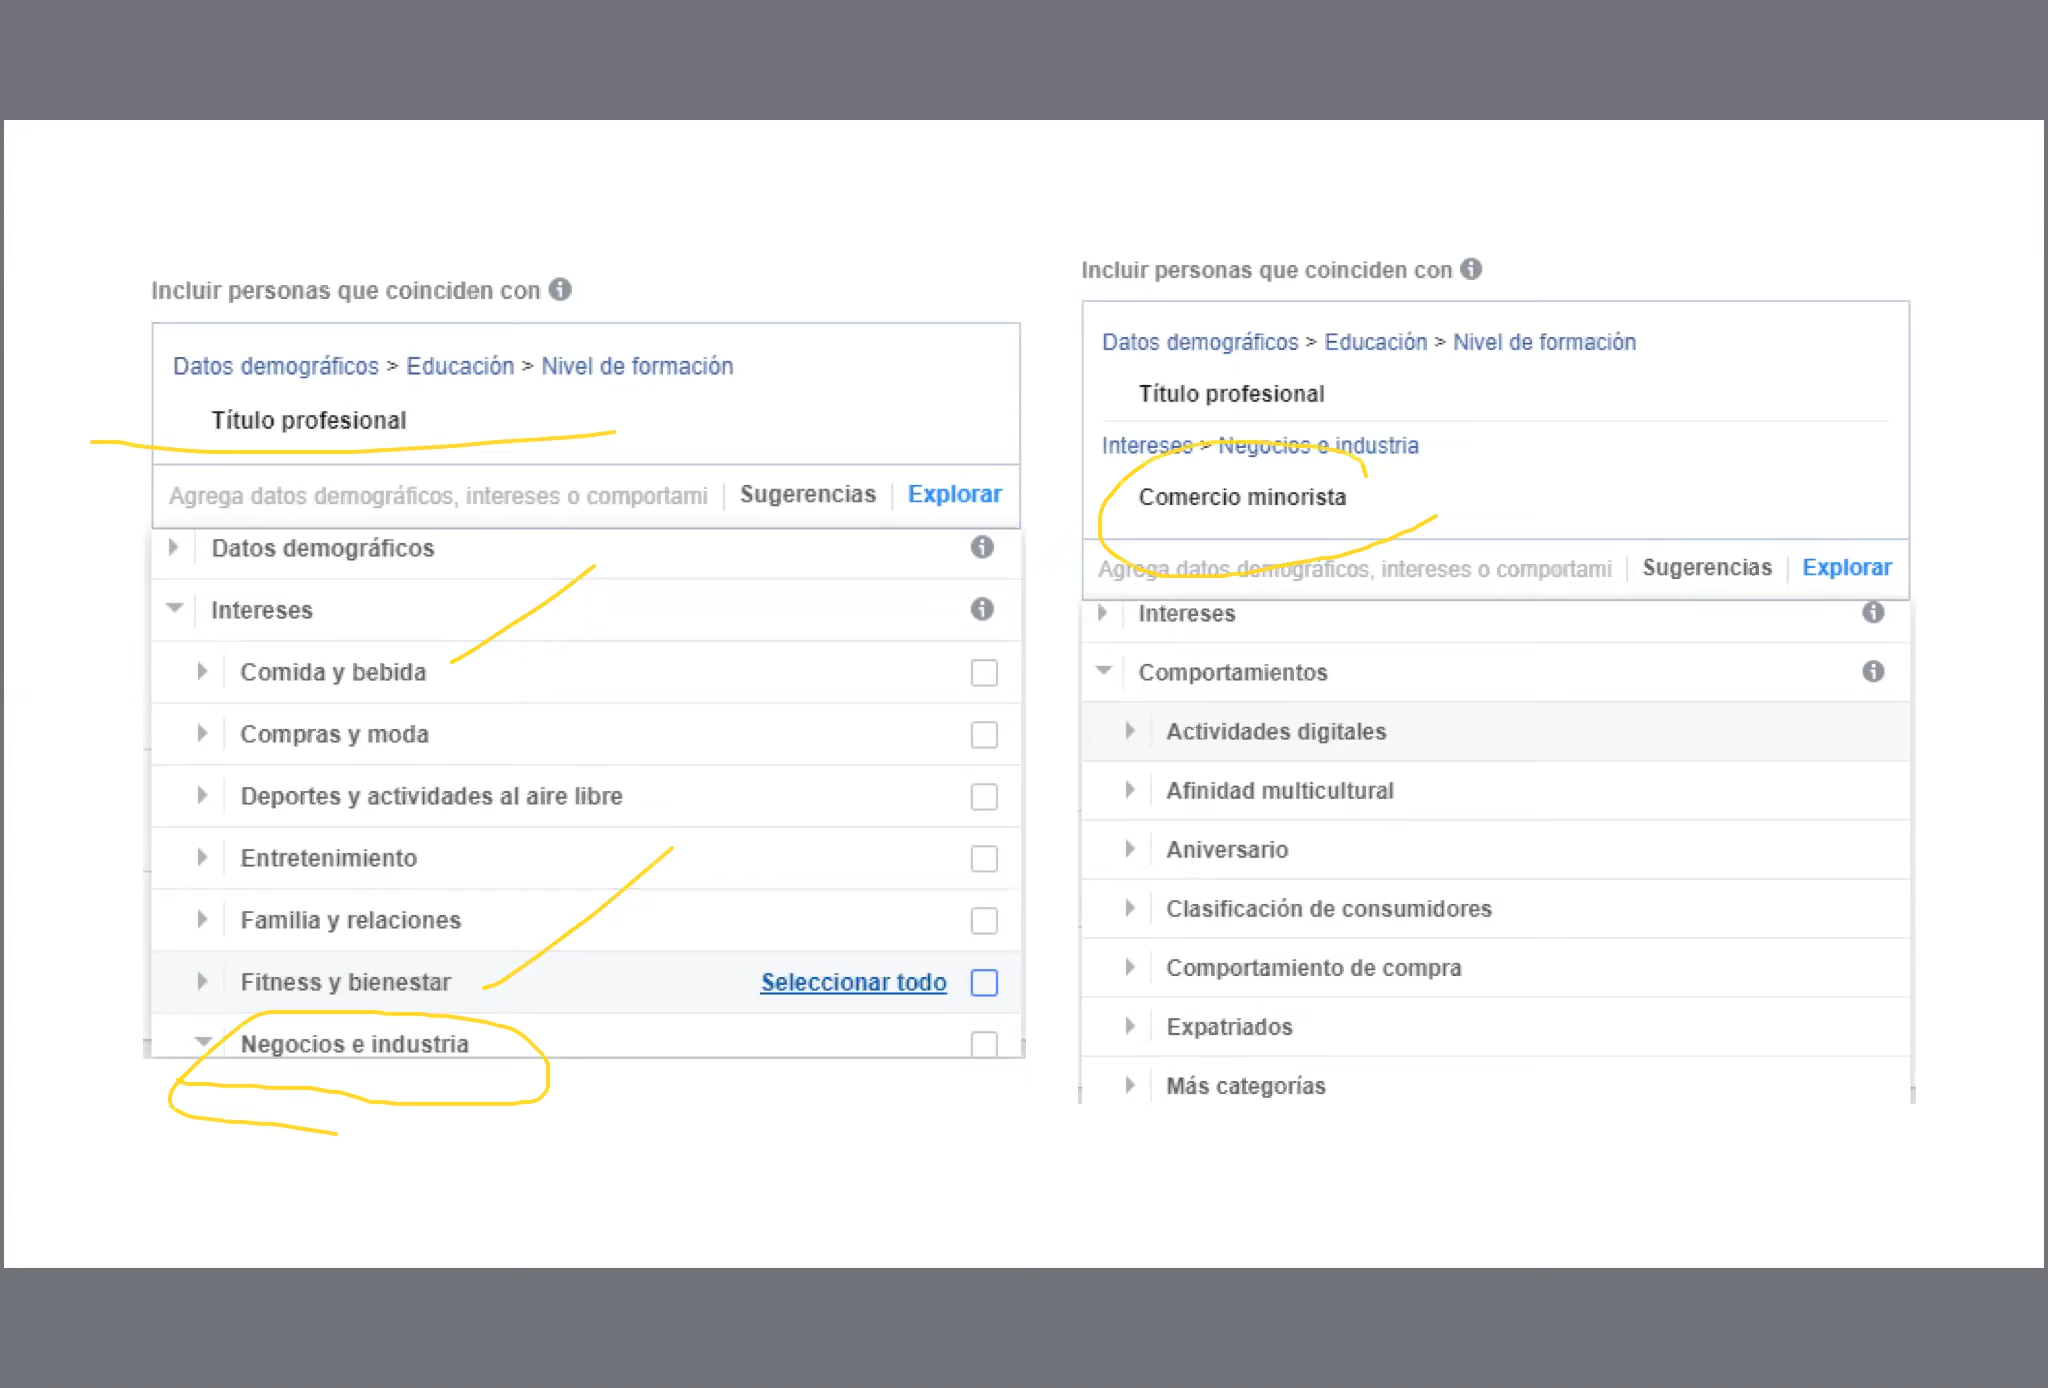 Incluir personas que coinciden con
Datos demográficos > Educación > Nivel de formación
Título profesional
Agrega datos demográficos, intereses o comportami
Sugerencias
Explorar
Datos demográficos
Intereses
Comida y bebida
Compras y moda
Deportes y actividades al aire libre
Entretenimiento
Familia y relaciones
Fitness y bienestar
Seleccionar todo
Negocios e industria
Incluir personas que coinciden con
Datos demográficos > Educación > Nivel de formación
Título profesional
Intereses > Negocios e industria
Comercio minorista
Agrega datos demográficos, intereses o comportami
Sugerencias
Explorar
Intereses
Comportamientos
Actividades digitales
Afinidad multicultural
Aniversario
Clasificación de consumidores
Comportamiento de compra
Expatriados
Más categorías